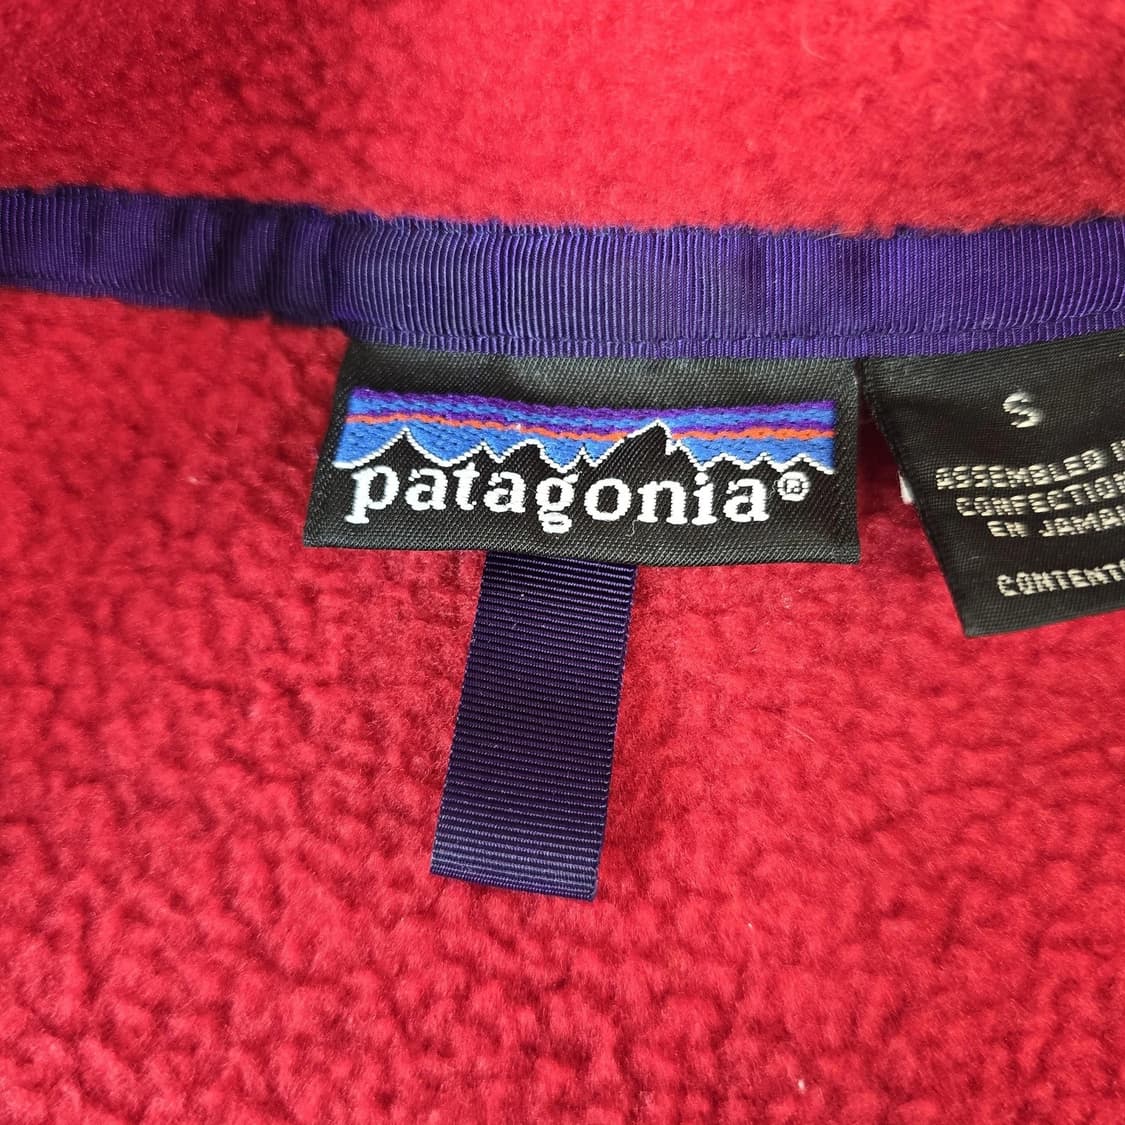 patagonia®
S
ASSEMBLED
CONFECTION
EN JAMA
CONTENT